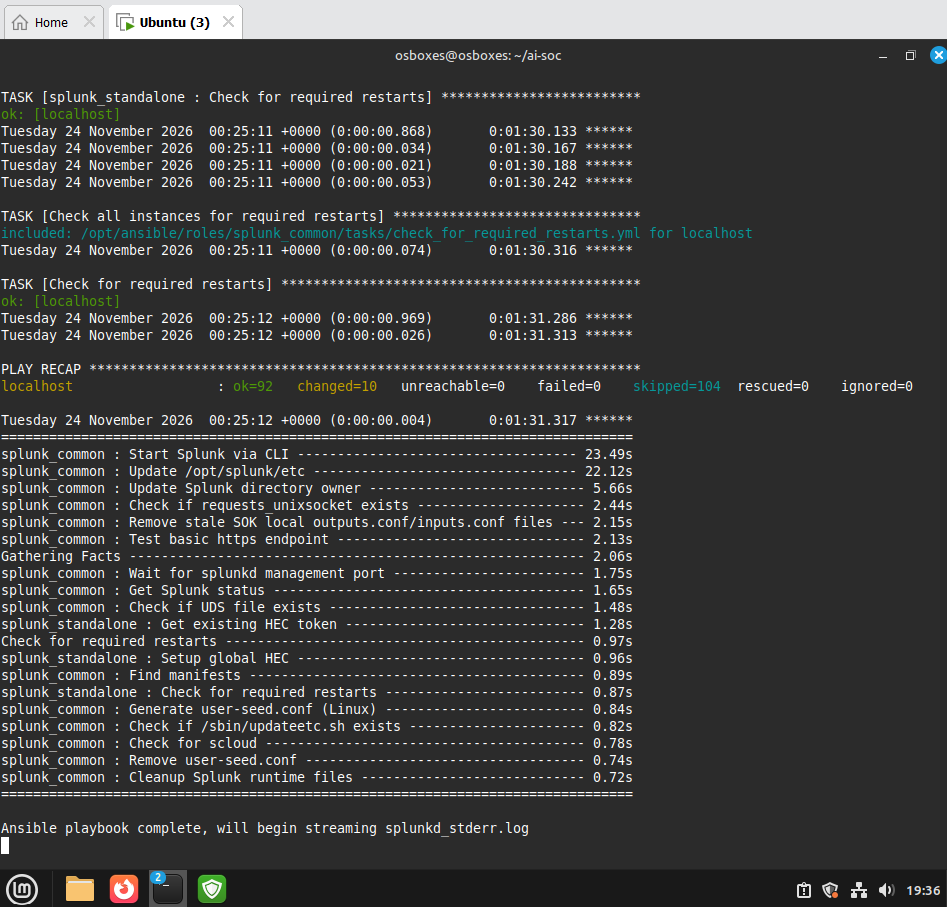 Home
Ubuntu (3)
osboxes@osboxes: ~/ai-soc
TASK [splunk_standalone : Check for required restarts] *************************
ok: [localhost]
Tuesday 24 November 2026  00:25:11 +0000 (0:00:00.868)       0:01:30.133 ******
Tuesday 24 November 2026  00:25:11 +0000 (0:00:00.034)       0:01:30.167 ******
Tuesday 24 November 2026  00:25:11 +0000 (0:00:00.021)       0:01:30.188 ******
Tuesday 24 November 2026  00:25:11 +0000 (0:00:00.053)       0:01:30.242 ******
TASK [Check all instances for required restarts] *******************************
included: /opt/ansible/roles/splunk_common/tasks/check_for_required_restarts.yml for localhost
Tuesday 24 November 2026  00:25:11 +0000 (0:00:00.074)       0:01:30.316 ******
TASK [Check for required restarts] *********************************************
ok: [localhost]
Tuesday 24 November 2026  00:25:12 +0000 (0:00:00.969)       0:01:31.286 ******
Tuesday 24 November 2026  00:25:12 +0000 (0:00:00.026)       0:01:31.313 ******
PLAY RECAP *********************************************************************
localhost                  : ok=92   changed=10   unreachable=0    failed=0    skipped=104  rescued=0    ignored=0
Tuesday 24 November 2026  00:25:12 +0000 (0:00:00.004)       0:01:31.317 ******
===============================================================================
splunk_common : Start Splunk via CLI ----------------------------------- 23.49s
splunk_common : Update /opt/splunk/etc --------------------------------- 22.12s
splunk_common : Update Splunk directory owner --------------------------- 5.66s
splunk_common : Check if requests_unixsocket exists --------------------- 2.44s
splunk_common : Remove stale SOK local outputs.conf/inputs.conf files --- 2.15s
splunk_common : Test basic https endpoint ------------------------------- 2.13s
Gathering Facts --------------------------------------------------------- 2.06s
splunk_common : Wait for splunkd management port ------------------------ 1.75s
splunk_common : Get Splunk status --------------------------------------- 1.65s
splunk_common : Check if UDS file exists -------------------------------- 1.48s
splunk_standalone : Get existing HEC token ------------------------------ 1.28s
Check for required restarts --------------------------------------------- 0.97s
splunk_standalone : Setup global HEC ------------------------------------ 0.96s
splunk_common : Find manifests ------------------------------------------ 0.89s
splunk_standalone : Check for required restarts ------------------------- 0.87s
splunk_common : Generate user-seed.conf (Linux) ------------------------- 0.84s
splunk_common : Check if /sbin/updateetc.sh exists ---------------------- 0.82s
splunk_common : Check for scloud ---------------------------------------- 0.78s
splunk_common : Remove user-seed.conf ----------------------------------- 0.74s
splunk_common : Cleanup Splunk runtime files ---------------------------- 0.72s
===============================================================================
Ansible playbook complete, will begin streaming splunkd_stderr.log
2
19:36